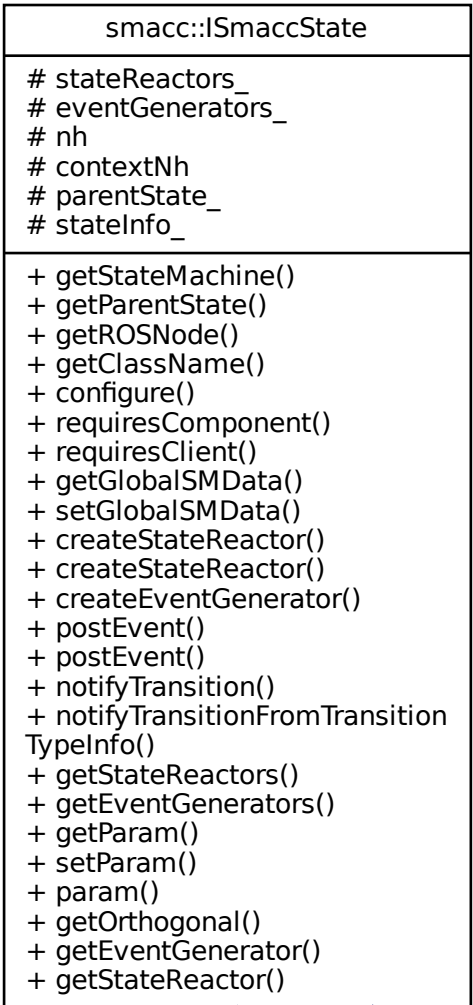 smacc::ISmaccState
# stateReactors_
# eventGenerators_
# nh
# contextNh
# parentState_
# stateInfo_
+ getStateMachine()
+ getParentState()
+ getROSNode()
+ getClassName()
+ configure()
+ requiresComponent()
+ requiresClient()
+ getGlobalSMData()
+ setGlobalSMData()
+ createStateReactor()
+ createStateReactor()
+ createEventGenerator()
+ postEvent()
+ postEvent()
+ notifyTransition()
+ notifyTransitionFromTransition
TypeInfo()
+ getStateReactors()
+ getEventGenerators()
+ getParam()
+ setParam()
+ param()
+ getOrthogonal()
+ getEventGenerator()
+ getStateReactor()